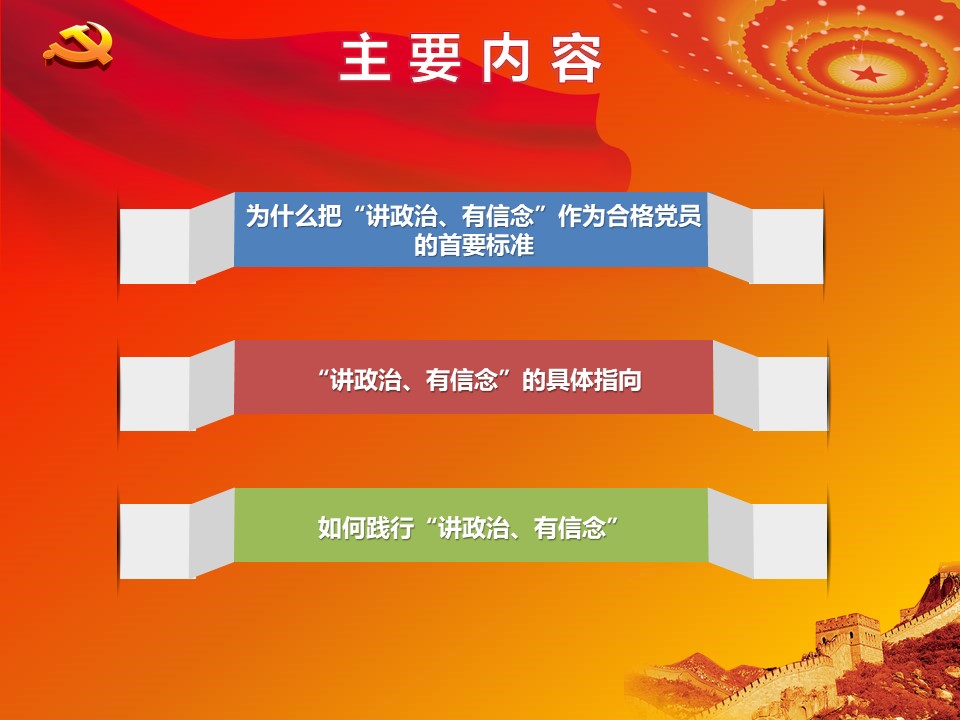 主要内容
为什么把“讲政治、有信念”作为合格党员
的首要标准
“讲政治、有信念”的具体指向
如何践行“讲政治、有信念”